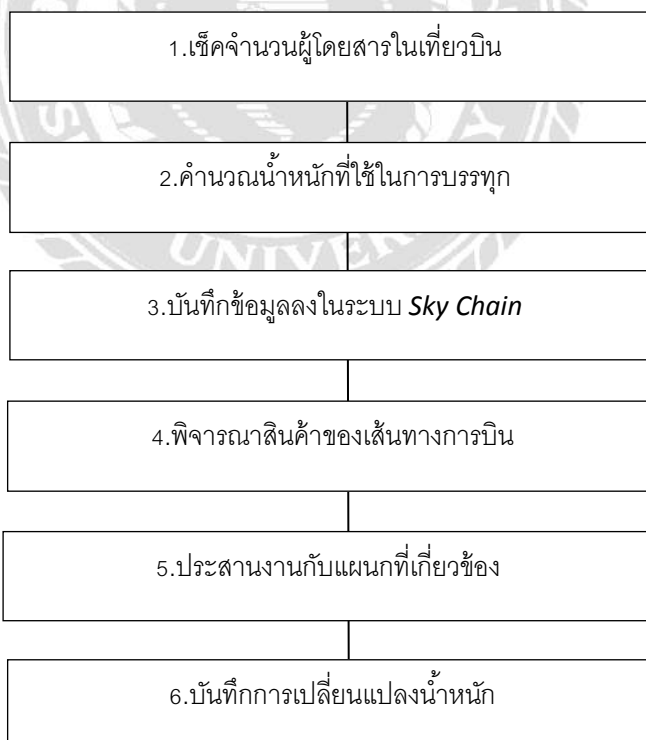 1.เช็คจำนวนผู้โดยสารในเที่ยวบิน
2.คำนวณน้ำหนักที่ใช้ในการบรรทุก
UNIVER
3.บันทึกข้อมูลลงในระบบ Sky Chain
4.พิจารณาสินค้าของเส้นทางการบิน
5.ประสานงานกับแผนกที่เกี่ยวข้อง
6.บันทึกการเปลี่ยนแปลงน้ำหนัก